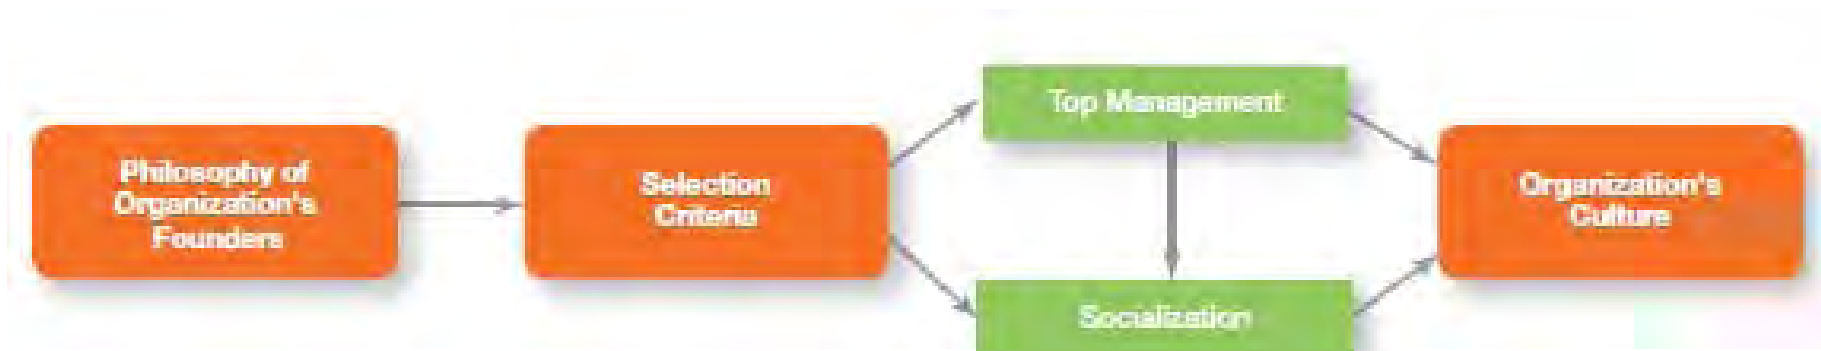 Philosophy of
Organization's
Founders
Selection
Criteria
Top Management
Socialization
Organization's
Culture